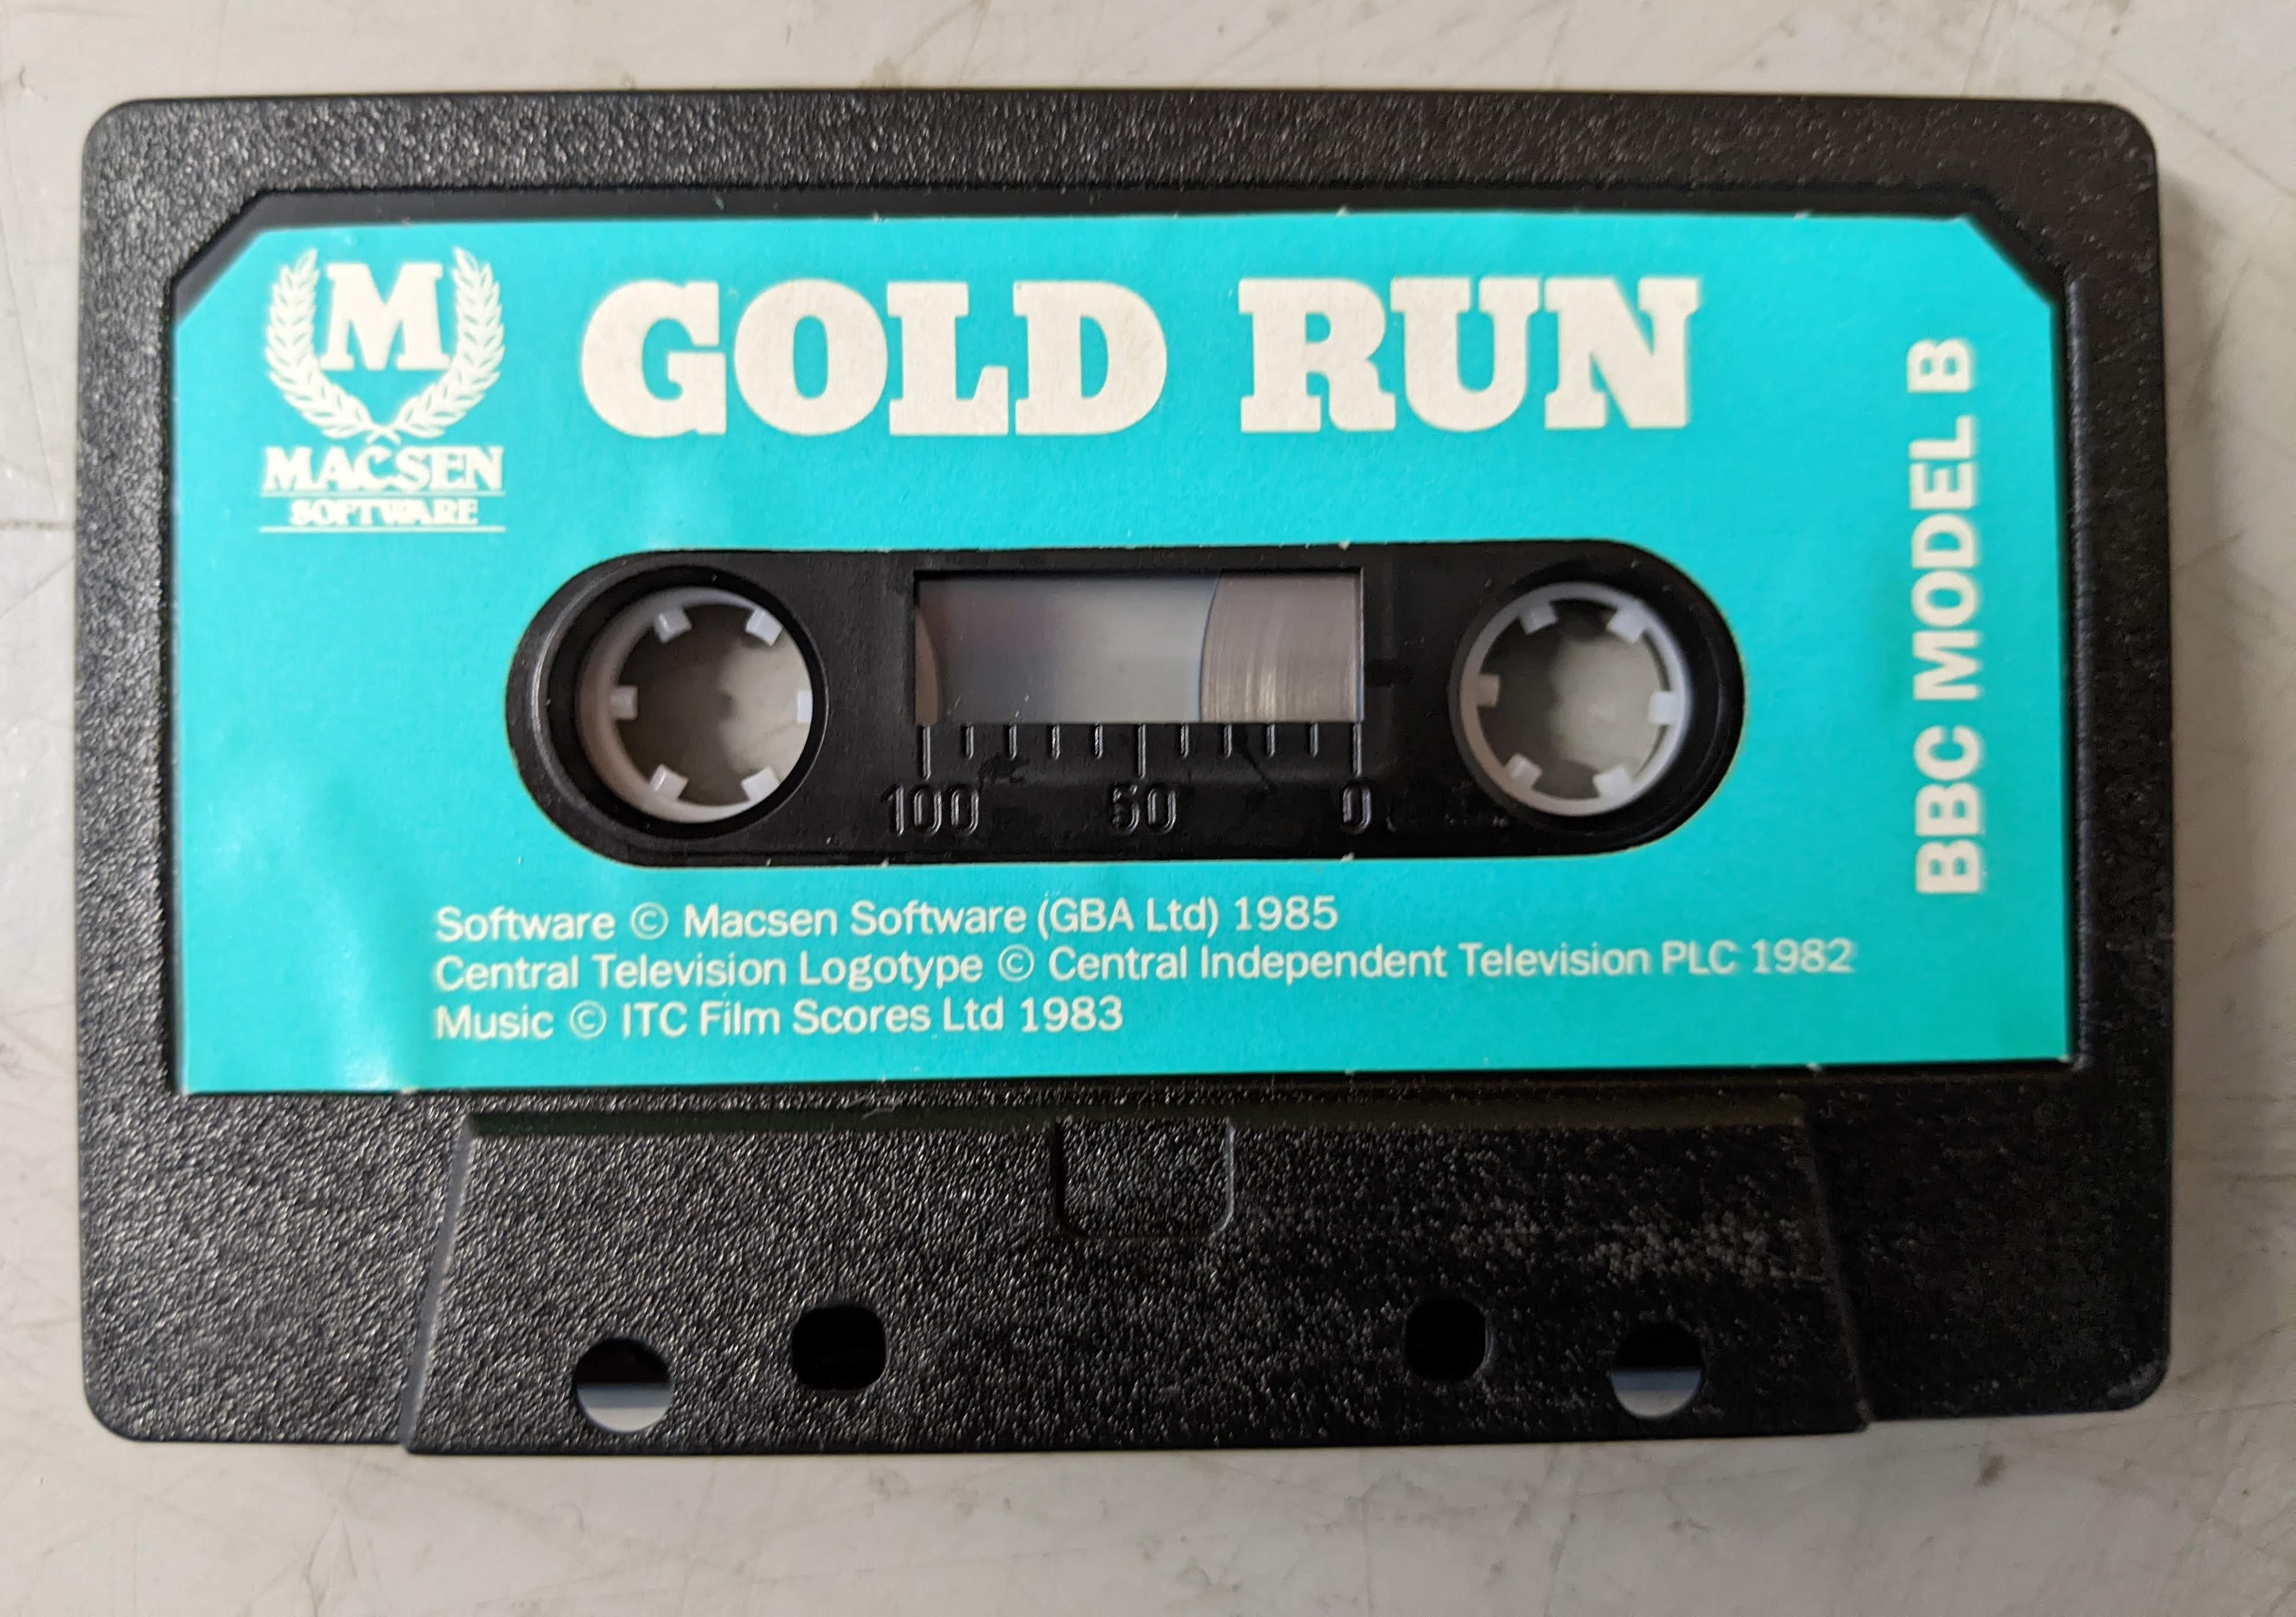 M
MACSEN
SOFTWARE
GOLD RUN
BBC MODEL B
100 50 0
Software © Macsen Software (GBA Ltd) 1985
Central Television Logotype © Central Independent Television PLC 1982
Music © ITC Film Scores Ltd 1983